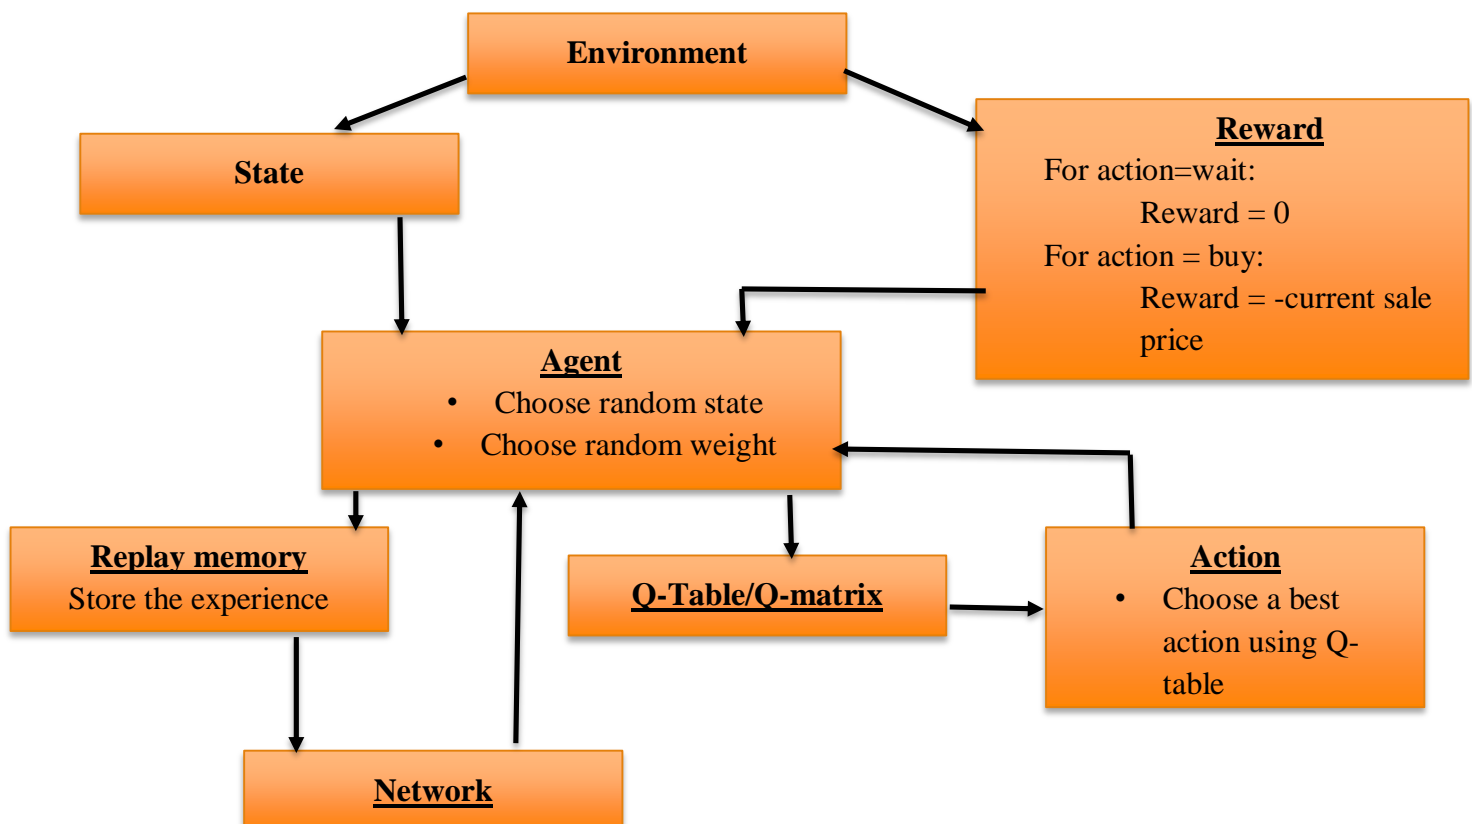 Environment
State
Reward
For action=wait:
Reward = 0
For action = buy:
Reward = -current sale
price
Agent
• Choose random state
• Choose random weight
Replay memory
Store the experience
Q-Table/Q-matrix
Action
• Choose a best
action using Q-
table
Network